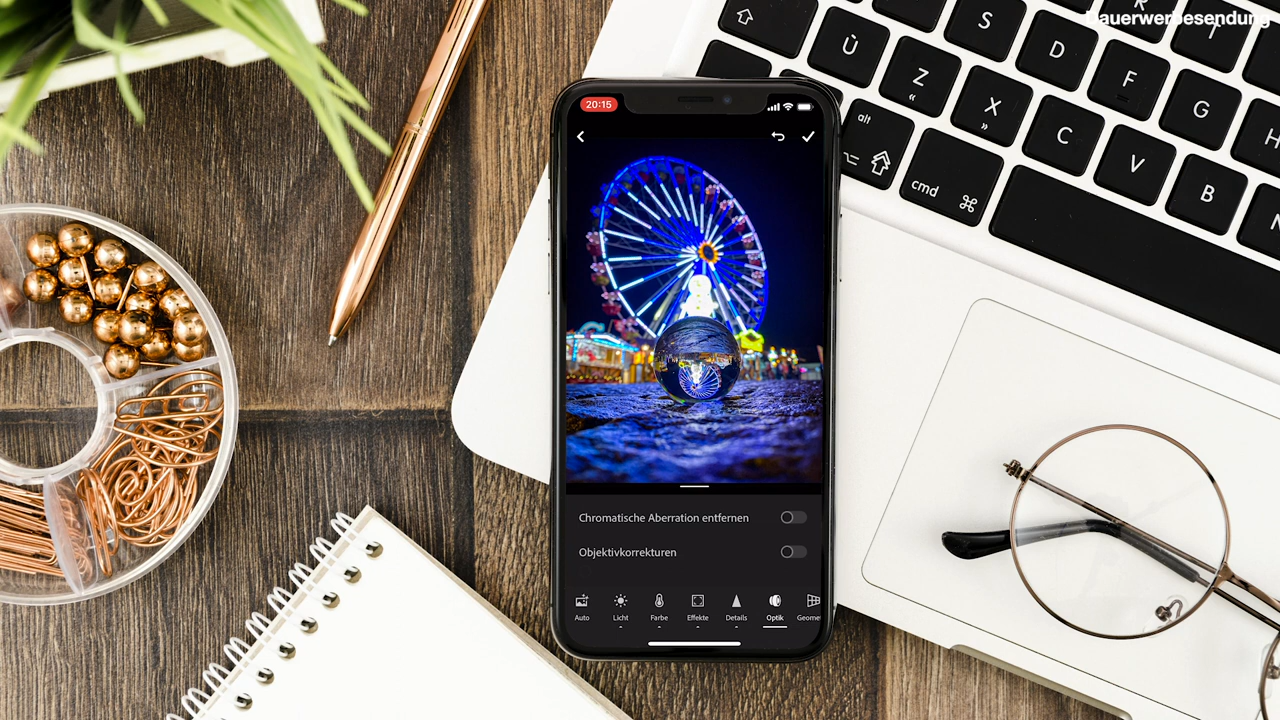 Dauerwerbesendung
20:15
Chromatische Aberration entfernen
Objektivkorrekturen
Auto
Licht
Farbe
Effekte
Details
Optik
Geome
S
D
F
G
H
Ù
Z
X
C
V
B
N
R
T
alt
cmd
«
»